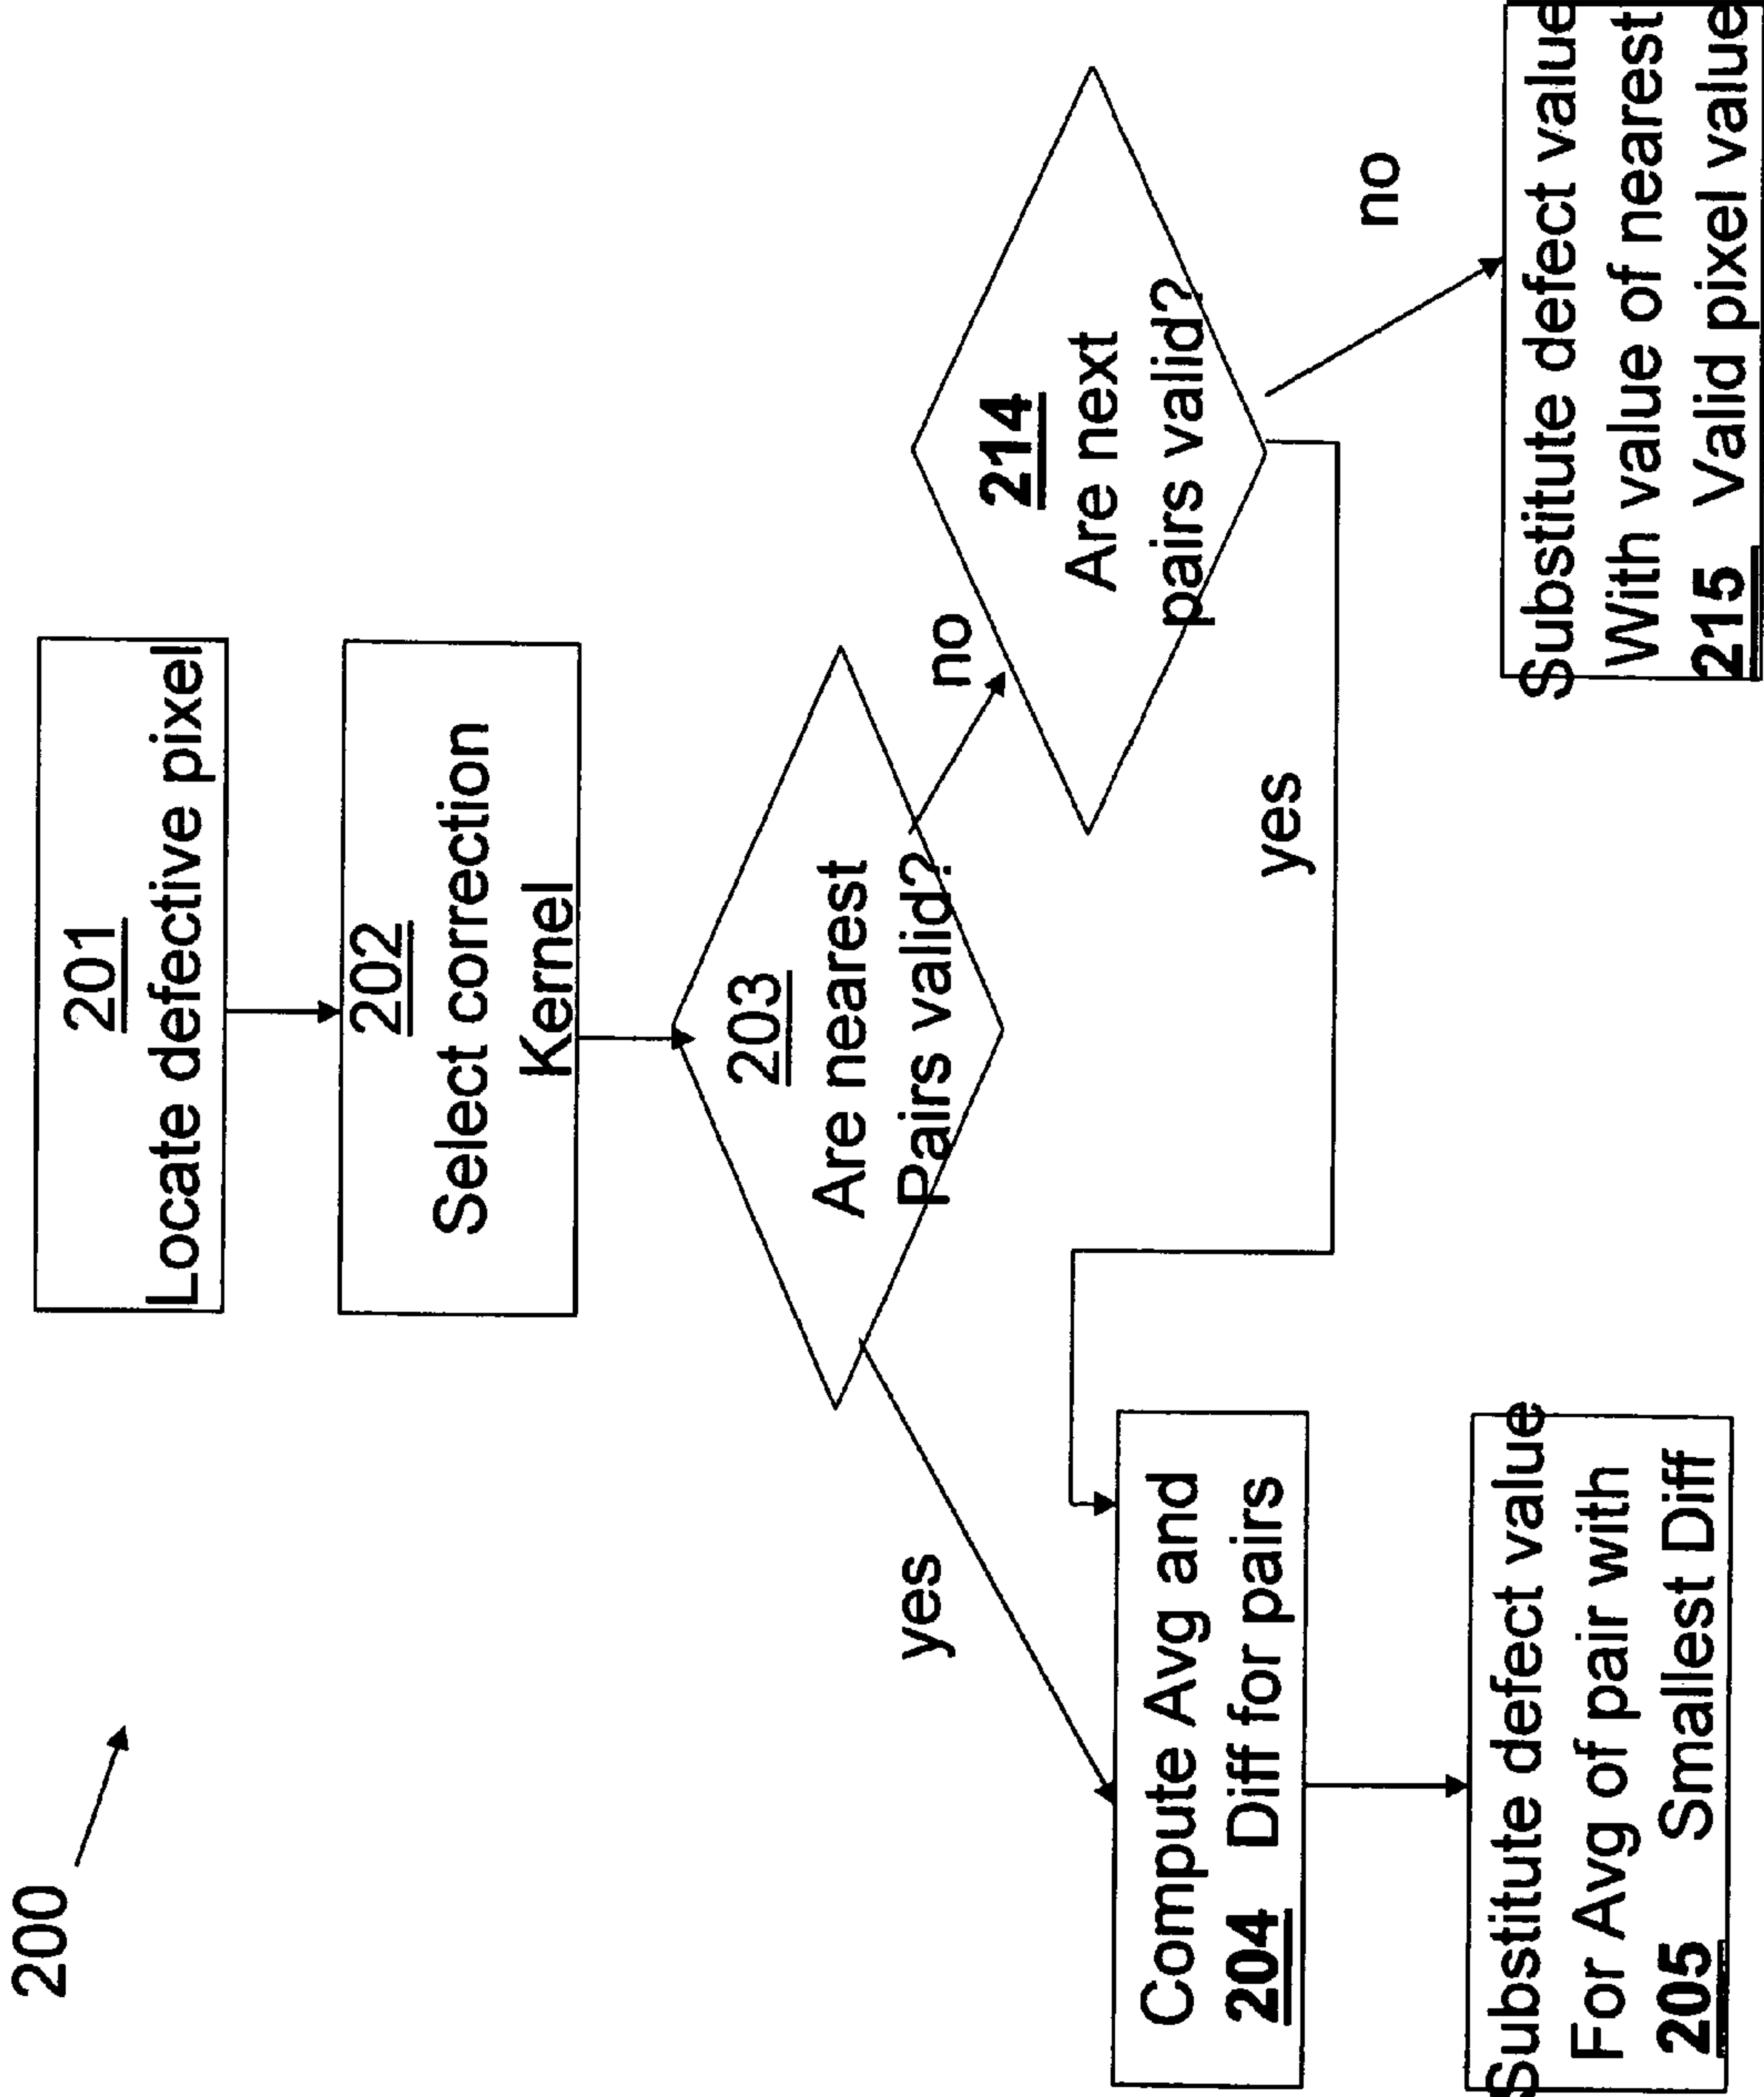 200
201
Locate defective pixel
202
Select correction
Kernel
203
Are nearest
Pairs valid?
no
yes
214
Are next
pairs valid?
no
yes
Compute Avg and
204 Diff for pairs
Substitute defect value
For Avg of pair with
205 Smallest Diff
Substitute defect value
With value of nearest
215 Valid pixel value